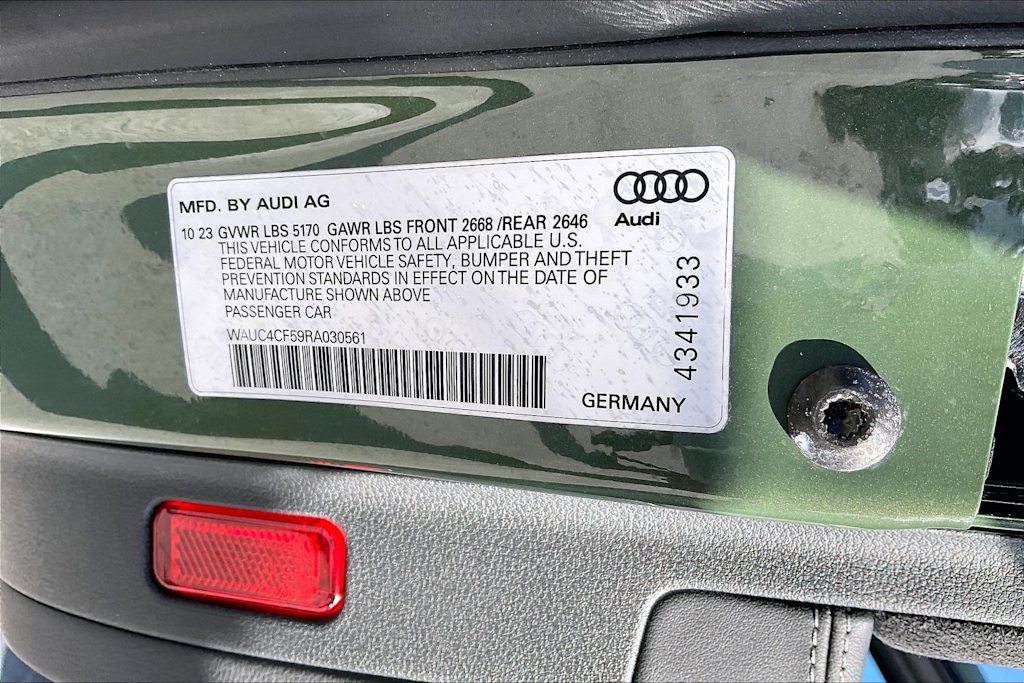 MFD. BY AUDI AG
Audi
10 23 GVWR LBS 5170 GAWR LBS FRONT 2668 /REAR 2646
THIS VEHICLE CONFORMS TO ALL APPLICABLE U.S.
FEDERAL MOTOR VEHICLE SAFETY, BUMPER AND THEFT
PREVENTION STANDARDS IN EFFECT ON THE DATE OF
MANUFACTURE SHOWN ABOVE
PASSENGER CAR
WAUC4CF59RA030561
4341933
GERMANY